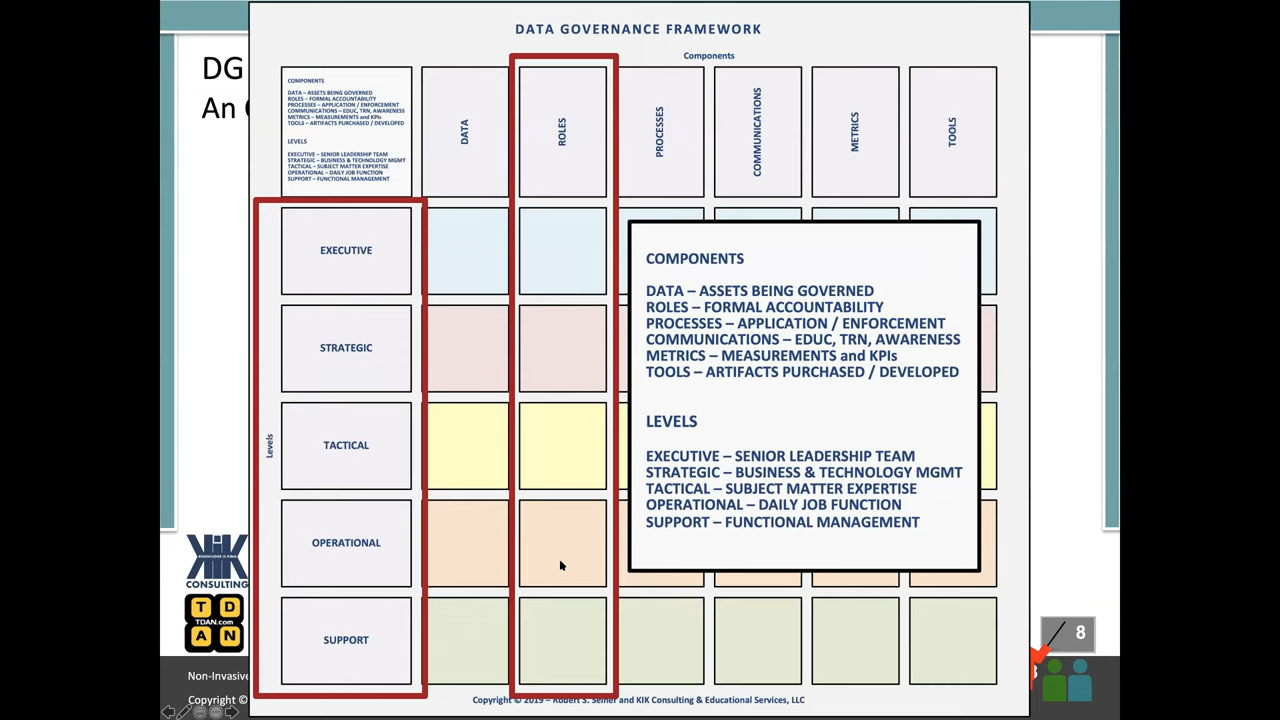 DATA GOVERNANCE FRAMEWORK
Components
DG
An
COMPONENTS
DATA – ASSETS BEING GOVERNED
ROLES – FORMAL ACCOUNTABILITY
PROCESSES – APPLICATION / ENFORCEMENT
COMMUNICATIONS – EDUC, TRN, AWARENESS
METRICS – MEASUREMENTS and KPIs
TOOLS – ARTIFACTS PURCHASED / DEVELOPED
LEVELS
EXECUTIVE – SENIOR LEADERSHIP TEAM
STRATEGIC – BUSINESS & TECHNOLOGY MGMT
TACTICAL – SUBJECT MATTER EXPERTISE
OPERATIONAL – DAILY JOB FUNCTION
SUPPORT – FUNCTIONAL MANAGEMENT
DATA
ROLES
PROCESSES
COMMUNICATIONS
METRICS
TOOLS
Levels
EXECUTIVE
STRATEGIC
TACTICAL
OPERATIONAL
SUPPORT
COMPONENTS
DATA – ASSETS BEING GOVERNED
ROLES – FORMAL ACCOUNTABILITY
PROCESSES – APPLICATION / ENFORCEMENT
COMMUNICATIONS – EDUC, TRN, AWARENESS
METRICS – MEASUREMENTS and KPIs
TOOLS – ARTIFACTS PURCHASED / DEVELOPED
LEVELS
EXECUTIVE – SENIOR LEADERSHIP TEAM
STRATEGIC – BUSINESS & TECHNOLOGY MGMT
TACTICAL – SUBJECT MATTER EXPERTISE
OPERATIONAL – DAILY JOB FUNCTION
SUPPORT – FUNCTIONAL MANAGEMENT
KIK
KNOWLEDGE IS KING
CONSULTING
T D
TDAN.com
A N
8
Non-Invasive
Copyright ©
Copyright © 2019 – Robert S. Seiner and KIK Consulting & Educational Services, LLC